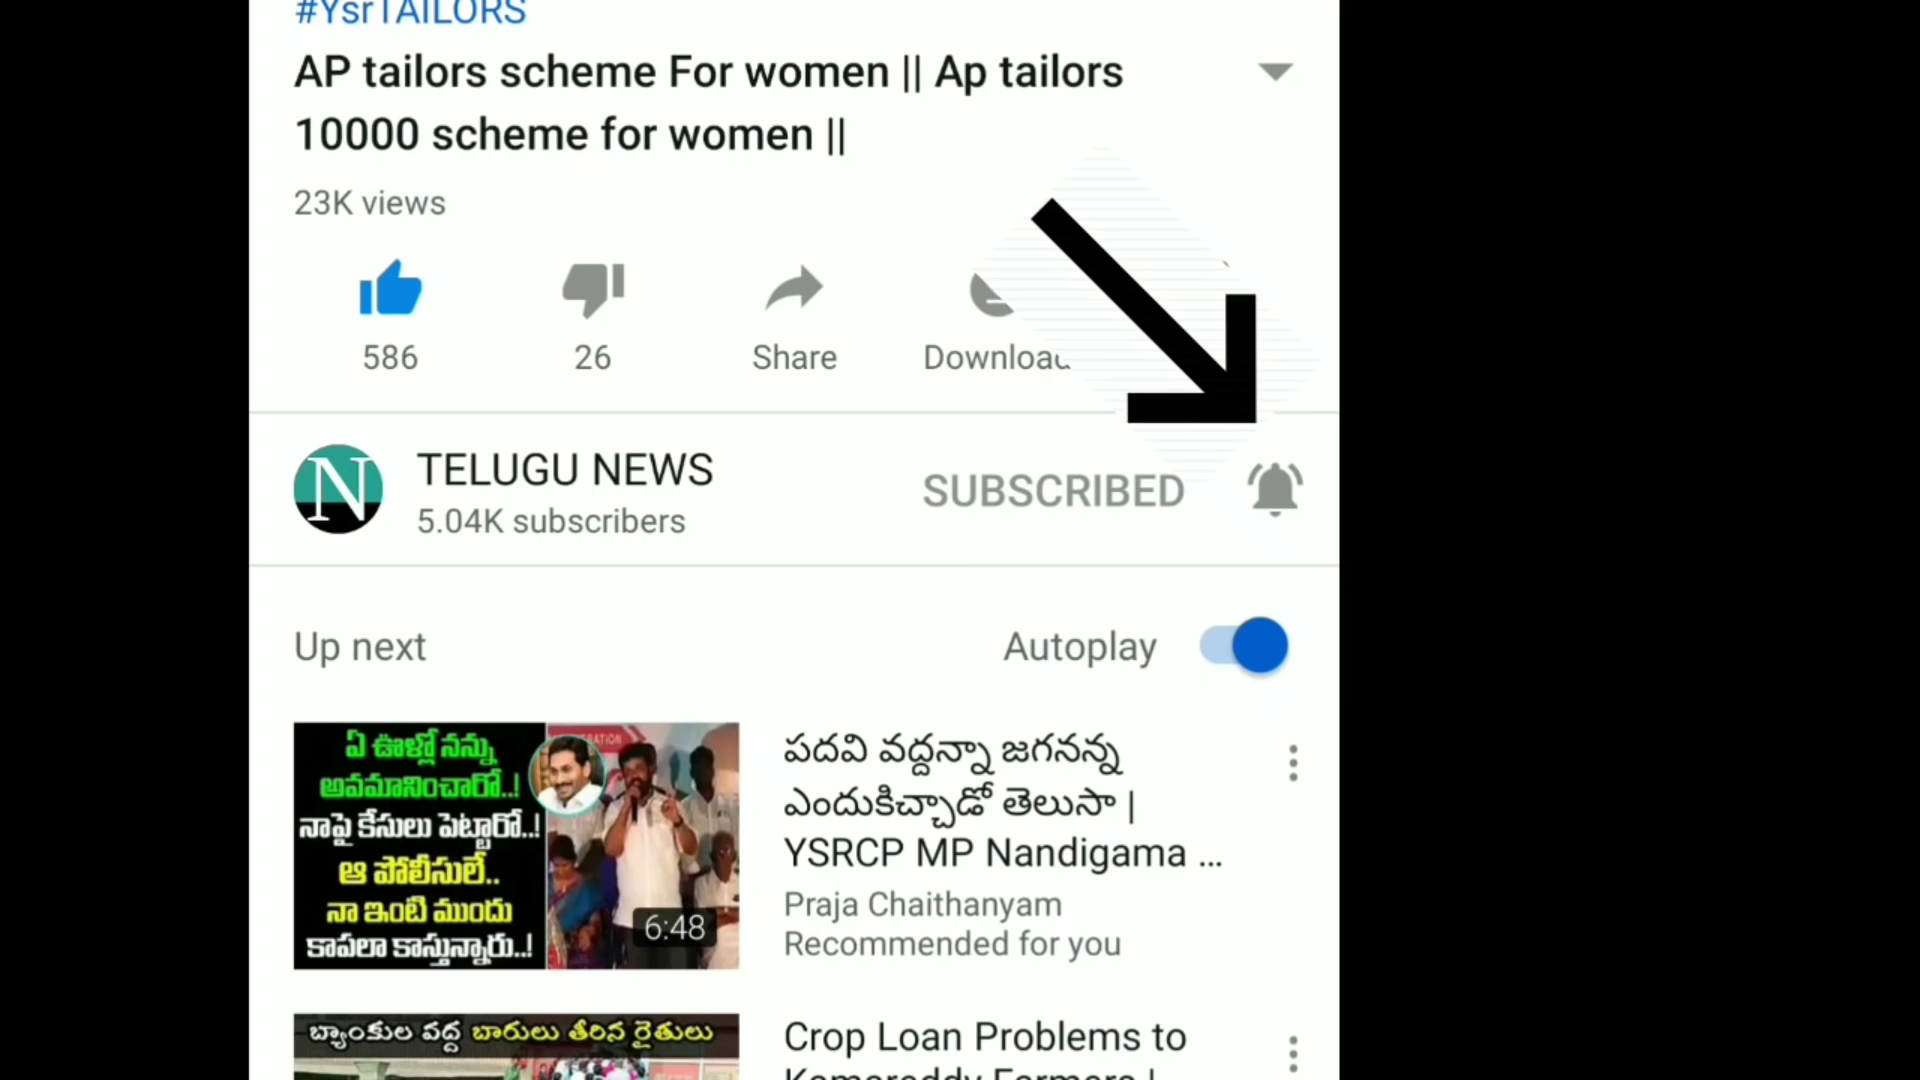 #YsrTAILORS
AP tailors scheme For women || Ap tailors
10000 scheme for women ||
23K views
586
26
Share
Download
TELUGU NEWS
5.04K subscribers
SUBSCRIBED
N
Up next
Autoplay
ఏ ఊళ్లో నన్ను
అవమానించారో..!
నాపై కేసులు పెట్టారో..!
ఆ పోలీసులే..
నా ఇంటి ముందు
కాపలా కాస్తున్నారు..!
6:48
పదవి వద్దన్నా జగనన్న
ఎందుకిచ్చాడో తెలుసా |
YSRCP MP Nandigama ...
Praja Chaithanyam
Recommended for you
బ్యాంకుల వద్ద బారులు తీరిన రైతులు
Crop Loan Problems to
Kamareddy Farmers |